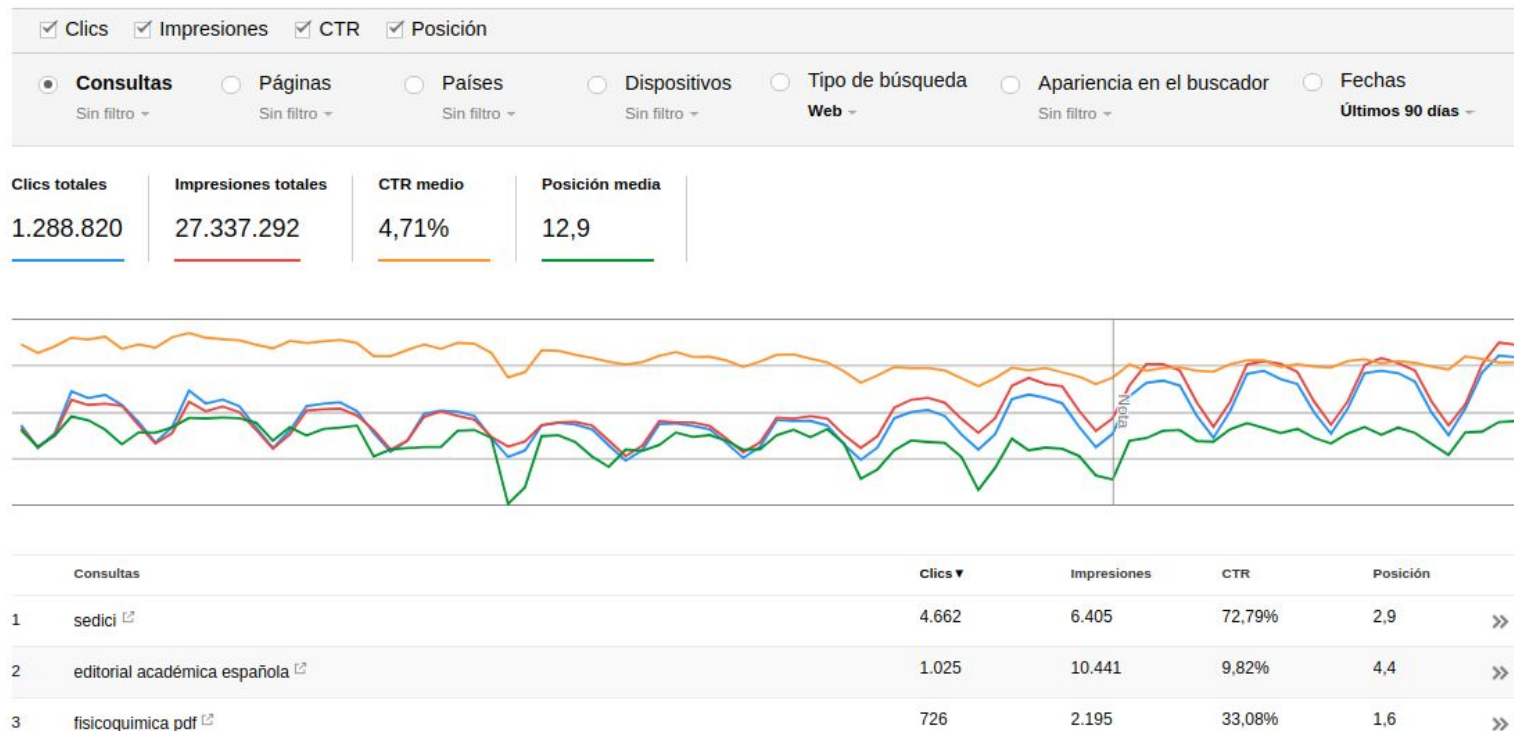 Clics Impresiones CTR Posición
Consultas Páginas Países Dispositivos Tipo de búsqueda Apariencia en el buscador Fechas
Sin filtro Sin filtro Sin filtro Sin filtro Web Sin filtro Últimos 90 días
Clics totales Impresiones totales CTR medio Posición media
1.288.820 27.337.292 4,71% 12,9
Nota
Consultas Clics▼ Impresiones CTR Posición
1 sedici 4.662 6.405 72,79% 2,9 »
2 editorial académica española 1.025 10.441 9,82% 4,4 »
3 fisicoquimica pdf 726 2.195 33,08% 1,6 »